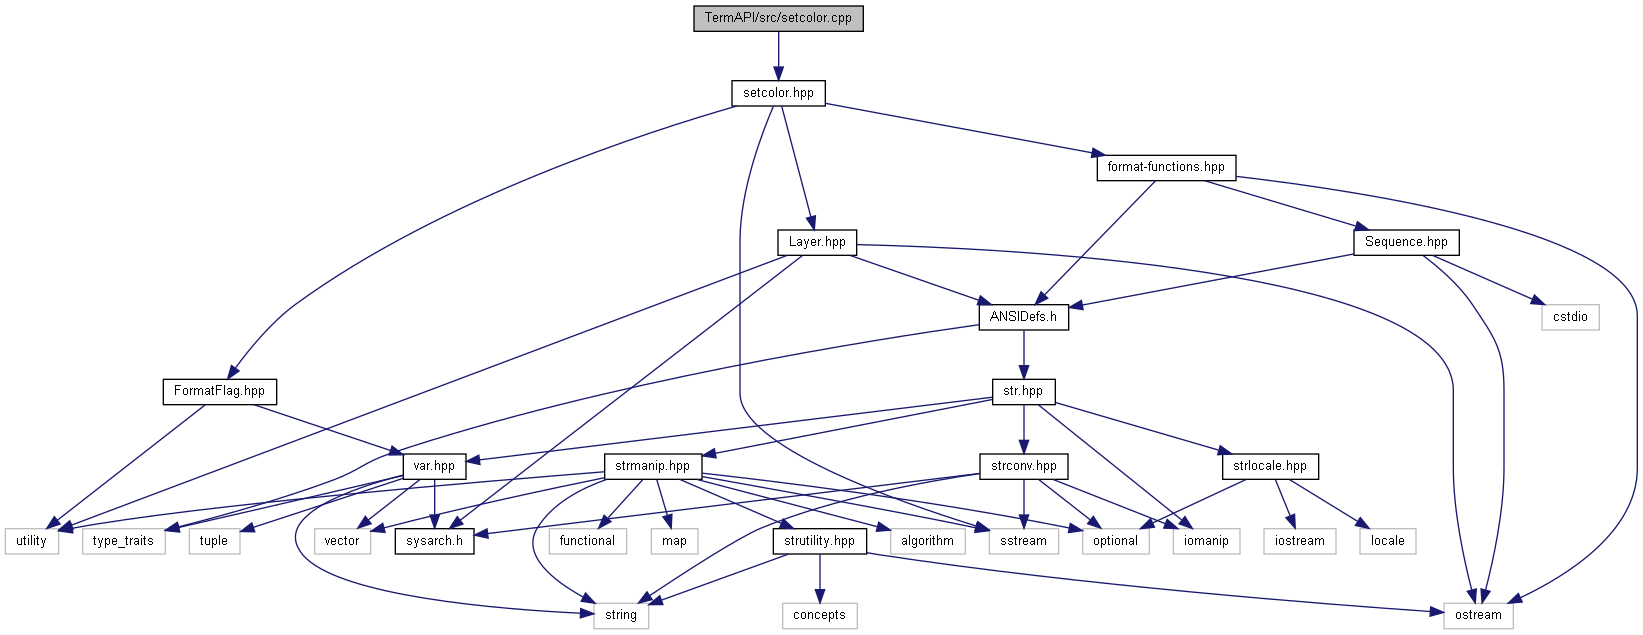 TermAPI/src/setcolor.cpp
setcolor.hpp
format-functions.hpp
Layer.hpp
Sequence.hpp
ANSIDefs.h
cstdio
FormatFlag.hpp
str.hpp
var.hpp
strmanip.hpp
strconv.hpp
strlocale.hpp
utility
type_traits
tuple
vector
sysarch.h
functional
map
strutility.hpp
algorithm
sstream
optional
iomanip
iostream
locale
string
concepts
ostream